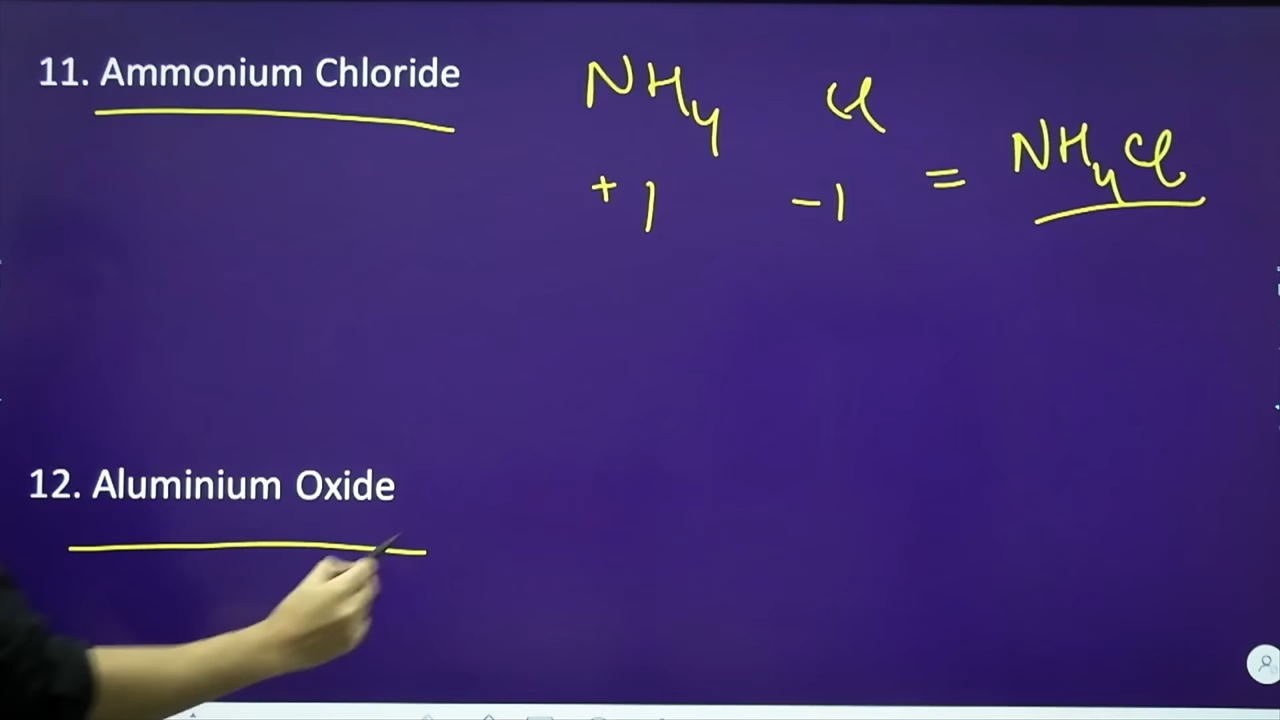 11. Ammonium Chloride
NH4 Cl
+1 -1 = NH4Cl
12. Aluminium Oxide